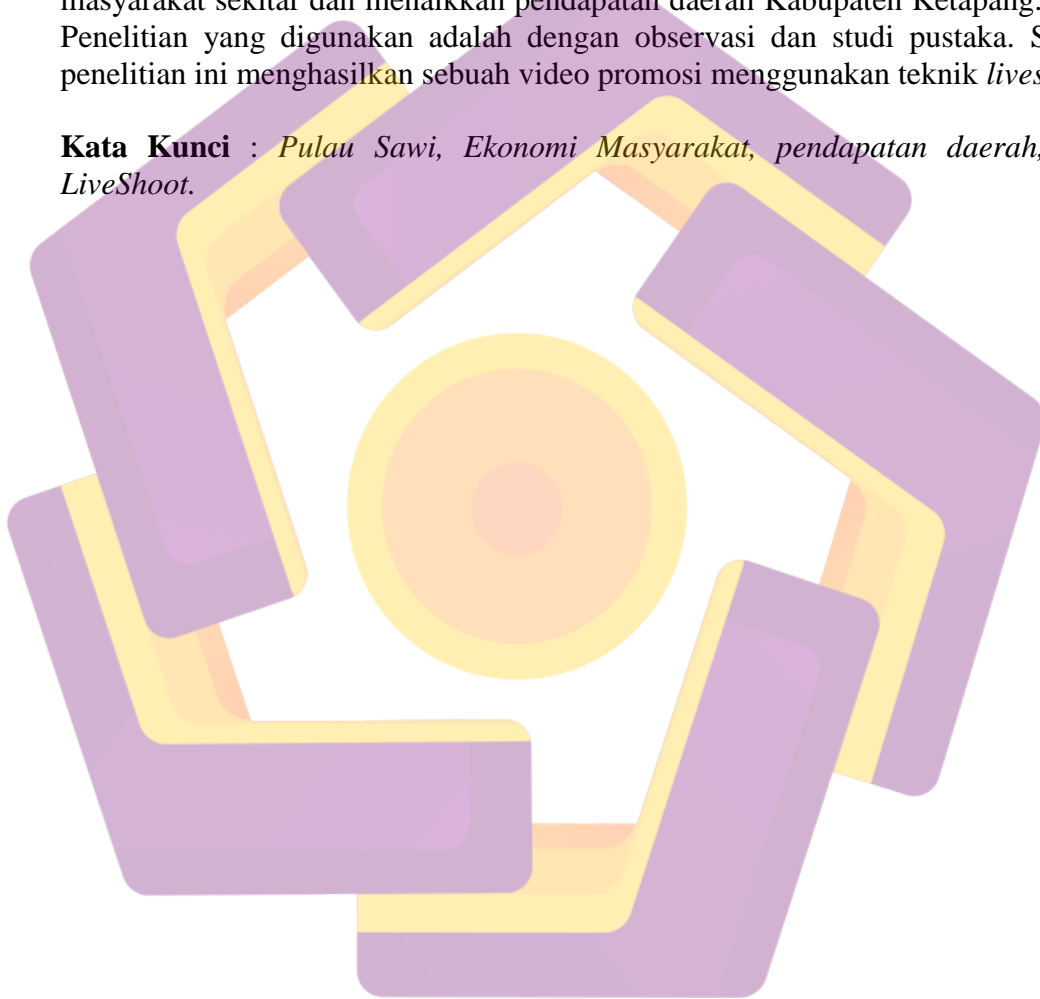 masyarakat sekitar dan menaikkan pendapatan daerah Kabupaten Ketapang.
Penelitian yang digunakan adalah dengan observasi dan studi pustaka.
penelitian ini menghasilkan sebuah video promosi menggunakan teknik
Kata Kunci : Pulau Sawi, Ekonomi Masyarakat, pendapatan daerah,
LiveShoot.